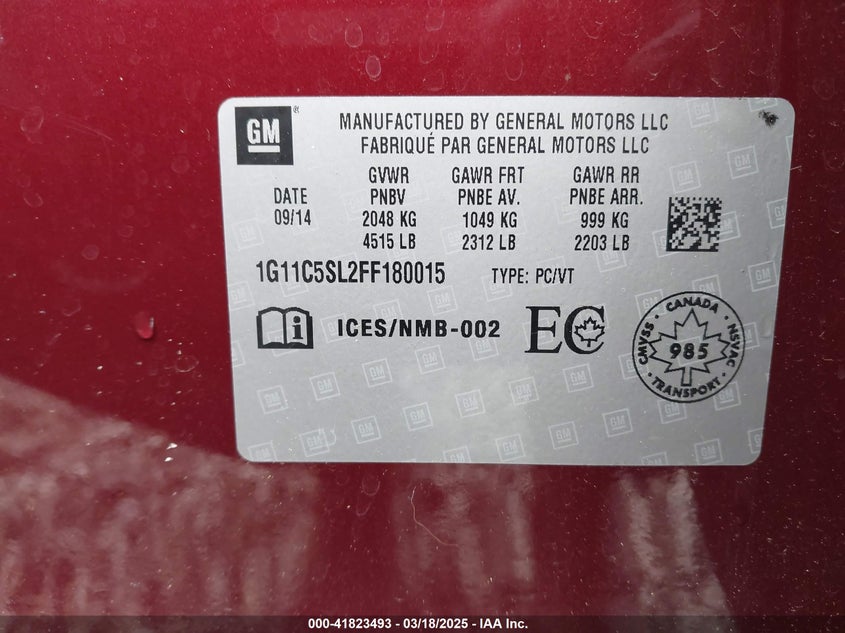 GM®
MANUFACTURED BY GENERAL MOTORS LLC
FABRIQUÉ PAR GENERAL MOTORS LLC
GVWR GAWR FRT GAWR RR
DATE PNBV PNBE AV. PNBE ARR.
09/14 2048 KG 1049 KG 999 KG
4515 LB 2312 LB 2203 LB
1G11C5SL2FF180015 TYPE: PC/VT
i ICES/NMB-002 EC
CANADA
CMVSS 985 NSVAC
TRANSPORT
000-41823493 - 03/18/2025 - IAA Inc.